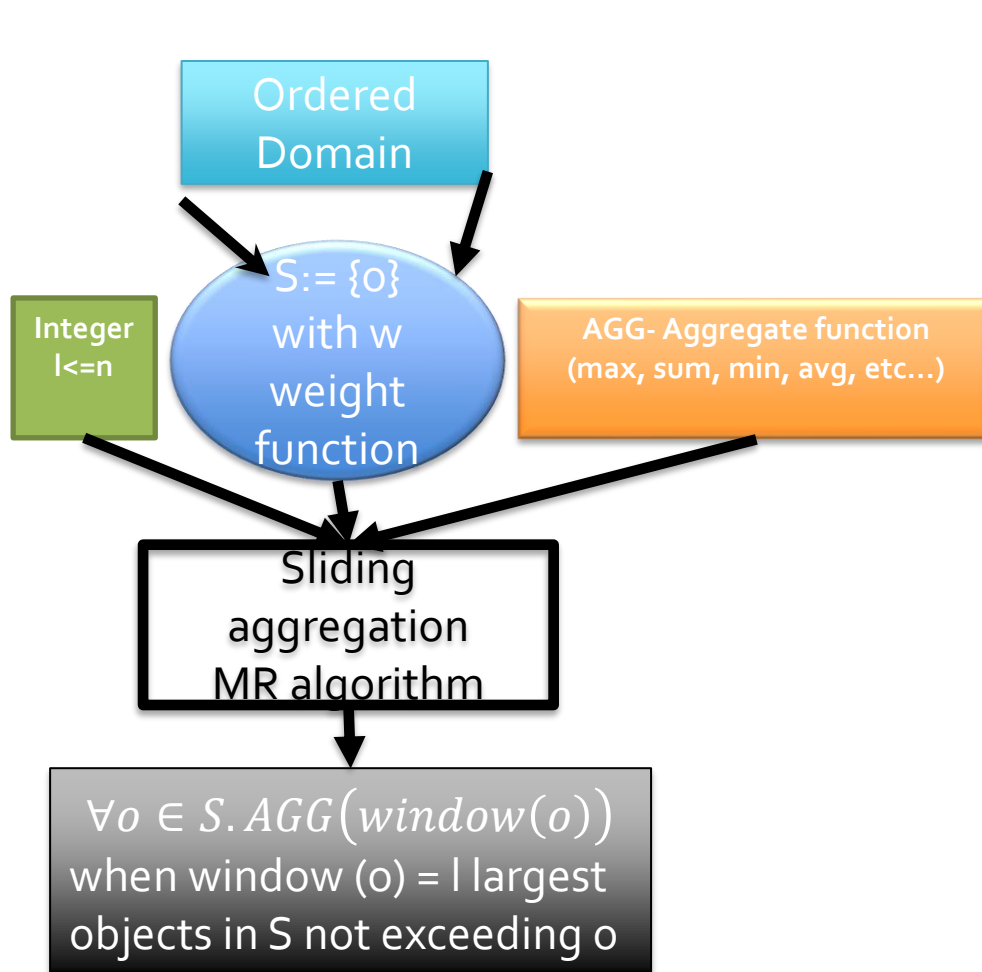 Ordered
Domain
S:= {o}
with w
weight
function
Integer
l<=n
AGG- Aggregate function
(max, sum, min, avg, etc...)
Sliding
aggregation
MR algorithm
∀o ∈ S. AGG(window(o))
when window (o) = l largest
objects in S not exceeding o